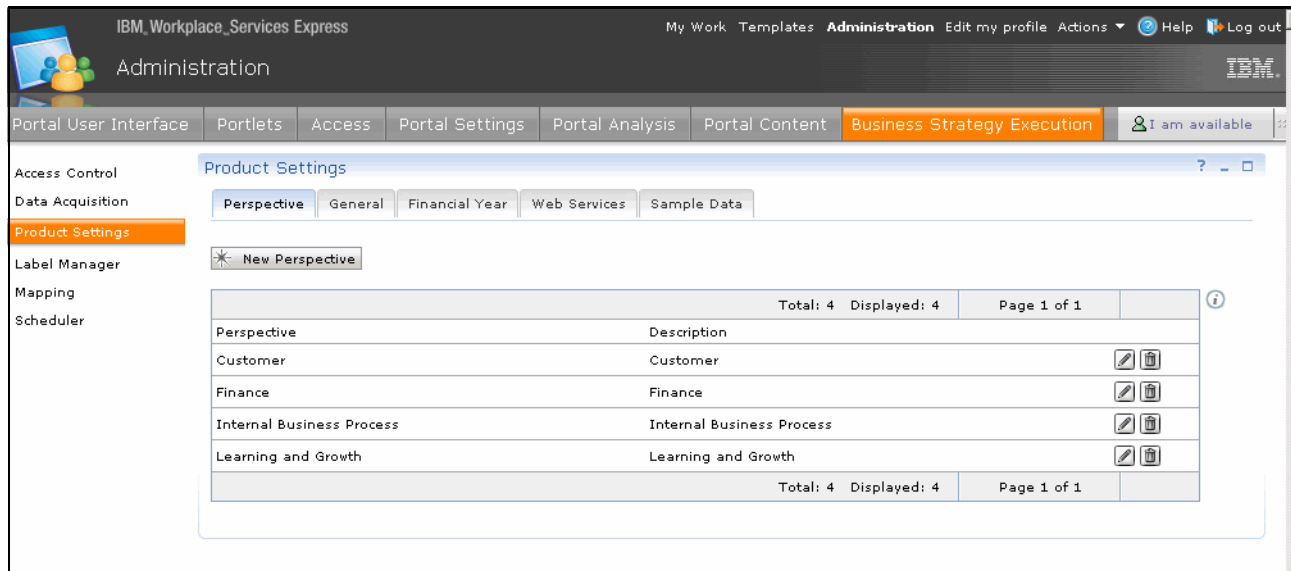 IBM Workplace Services Express
My Work Templates Administration Edit my profile Actions Help Log out
Administration
IBM.
Portal User Interface Portlets Access Portal Settings Portal Analysis Portal Content Business Strategy Execution I am available
Access Control
Data Acquisition
Product Settings
Label Manager
Mapping
Scheduler
Product Settings ?
Perspective General Financial Year Web Services Sample Data
New Perspective
Total: 4 Displayed: 4 Page 1 of 1
i
Perspective Description
Customer Customer
Finance Finance
Internal Business Process Internal Business Process
Learning and Growth Learning and Growth
Total: 4 Displayed: 4 Page 1 of 1